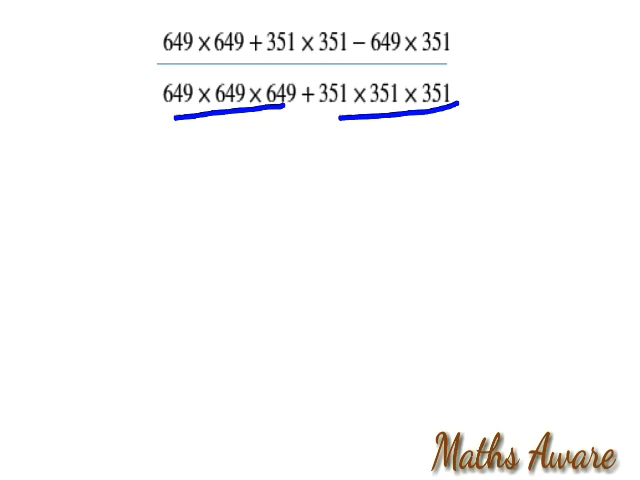 649 × 649 + 351 × 351 − 649 × 351
649 × 649 × 649 + 351 × 351 × 351
Maths Aware